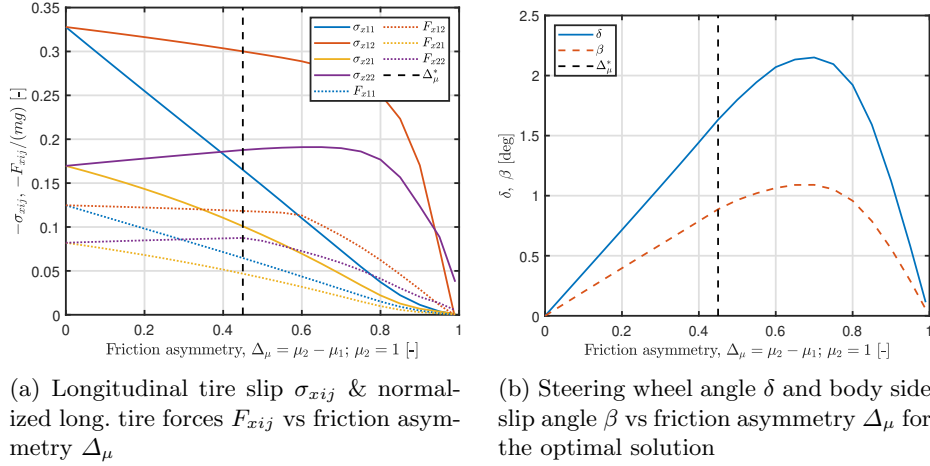 0.35
0.3
0.25
0.2
0.15
0.1
0.05
0
−σxij, −Fxij/(mg) [-]
σx11
σx12
σx21
σx22
Fx11
Fx12
Fx21
Fx22
Δ*μ
0 0.2 0.4 0.6 0.8 1
Friction asymmetry, Δμ = μ2 − μ1; μ2 = 1 [-]
(a) Longitudinal tire slip σxij & normal-
ized long. tire forces Fxij vs friction asym-
metry Δμ
2.5
2
1.5
1
0.5
0
δ, β [deg]
δ
β
Δ*μ
0 0.2 0.4 0.6 0.8 1
Friction asymmetry, Δμ = μ2 − μ1; μ2 = 1 [-]
(b) Steering wheel angle δ and body side
slip angle β vs friction asymmetry Δμ for
the optimal solution